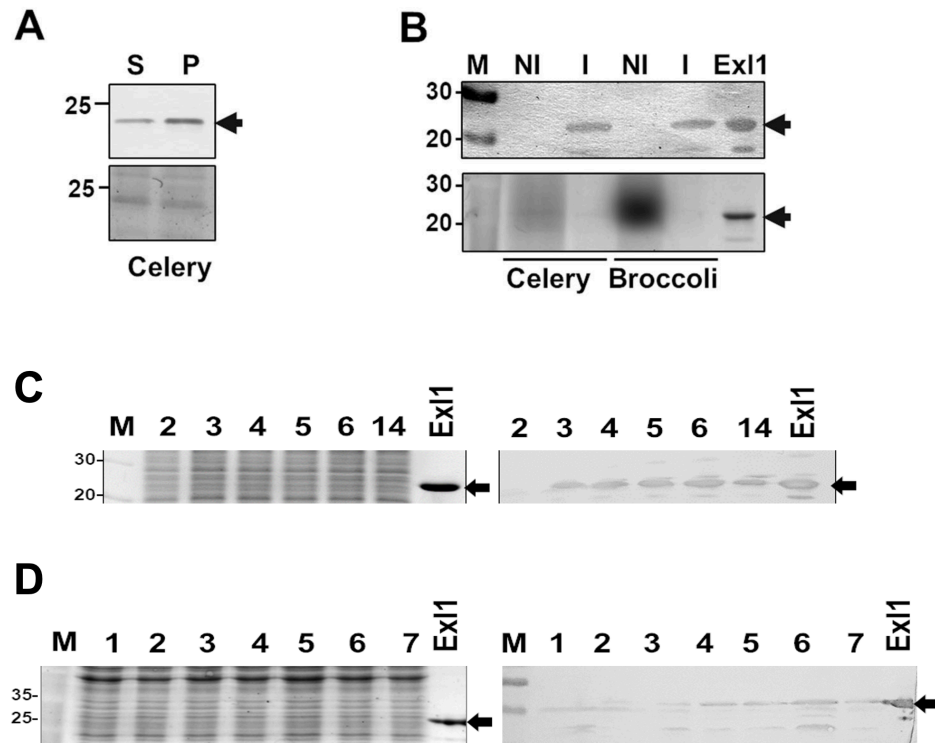 A
S P
25
25
Celery
B
M NI I NI I Exl1
30
20
30
20
Celery Broccoli
C
M 2 3 4 5 6 14 Exl1
30
20
2 3 4 5 6 14 Exl1
D
M 1 2 3 4 5 6 7 Exl1
35
25
M 1 2 3 4 5 6 7 Exl1